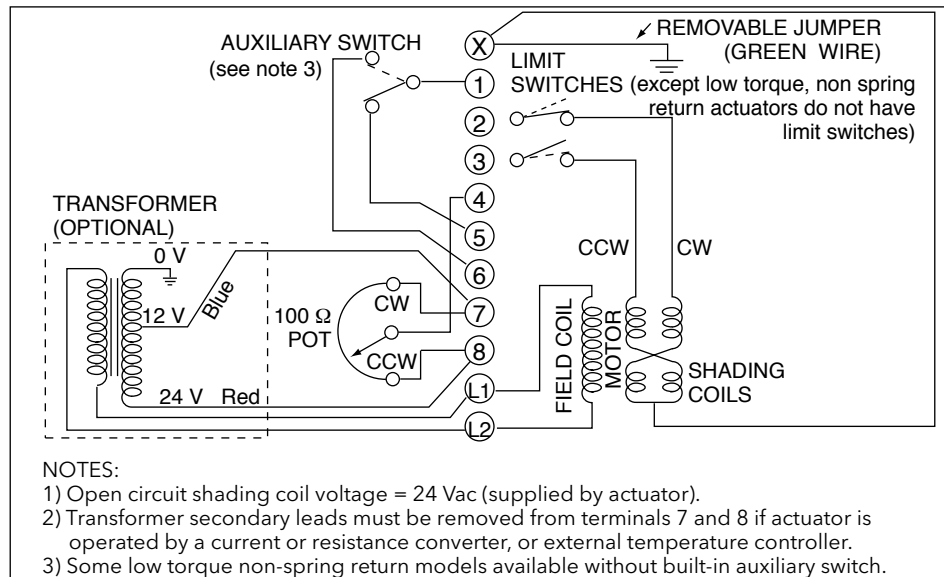 AUXILIARY SWITCH
(see note 3)
X
REMOVABLE JUMPER
(GREEN WIRE)
LIMIT
SWITCHES (except low torque, non spring
return actuators do not have
limit switches)
1
2
3
4
5
6
7
8
L1
L2
TRANSFORMER
(OPTIONAL)
0 V
12 V
Blue
24 V Red
100 Ω
POT
CW
CCW
CCW
CW
FIELD COIL
MOTOR
SHADING
COILS
NOTES:
1) Open circuit shading coil voltage = 24 Vac (supplied by actuator).
2) Transformer secondary leads must be removed from terminals 7 and 8 if actuator is
operated by a current or resistance converter, or external temperature controller.
3) Some low torque non-spring return models available without built-in auxiliary switch.